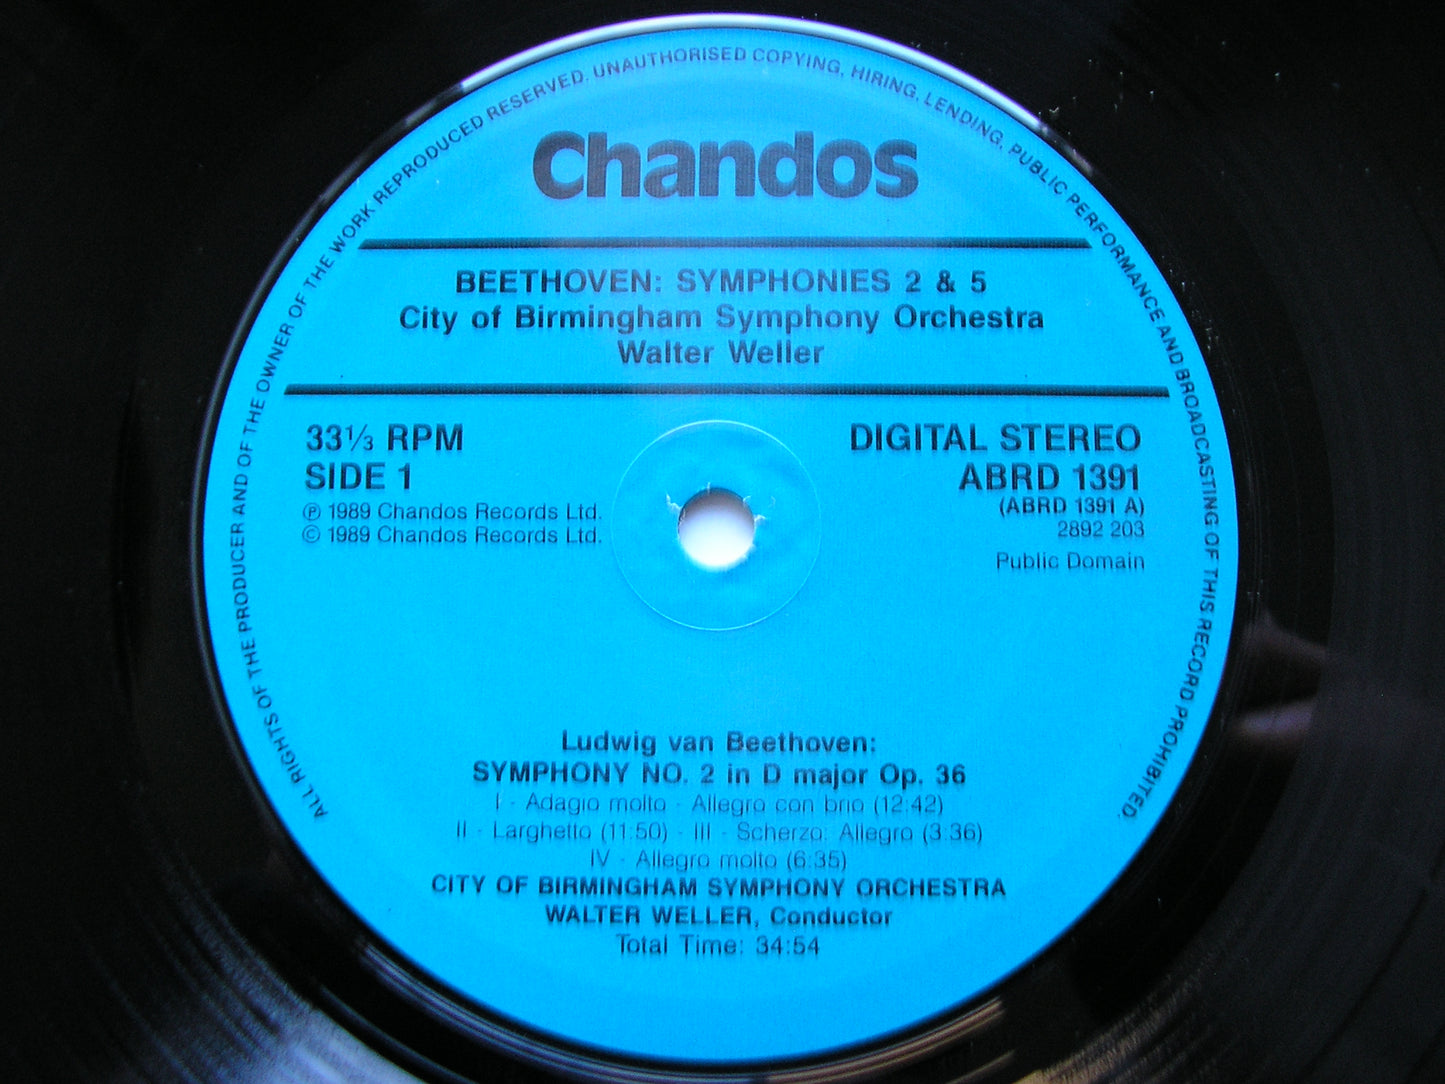 ALL RIGHTS OF THE PRODUCER AND OF THE OWNER OF THE WORK REPRODUCED RESERVED. UNAUTHORISED COPYING, HIRING, LENDING, PUBLIC PERFORMANCE AND BROADCASTING OF THIS RECORD PROHIBITED.
Chandos
BEETHOVEN: SYMPHONIES 2 & 5
City of Birmingham Symphony Orchestra
Walter Weller
33⅓ RPM
SIDE 1
℗ 1989 Chandos Records Ltd.
© 1989 Chandos Records Ltd.
DIGITAL STEREO
ABRD 1391
(ABRD 1391 A)
2892 203
Public Domain
Ludwig van Beethoven:
SYMPHONY NO. 2 in D major Op. 36
I - Adagio molto - Allegro con brio (12:42)
II - Larghetto (11:50) - III - Scherzo: Allegro (3:36)
IV - Allegro molto (6:35)
CITY OF BIRMINGHAM SYMPHONY ORCHESTRA
WALTER WELLER, Conductor
Total Time: 34:54